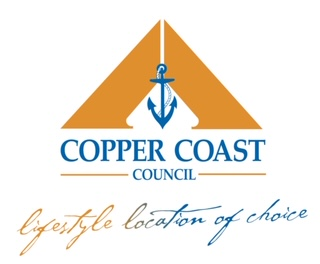 COPPER COAST
COUNCIL
lifestyle location of choice